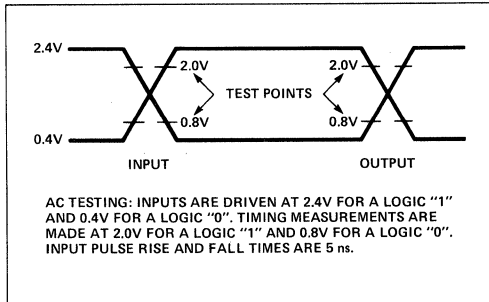 2.4V
2.0V
2.0V
TEST POINTS
0.8V
0.8V
0.4V
INPUT
OUTPUT
AC TESTING: INPUTS ARE DRIVEN AT 2.4V FOR A LOGIC "1"
AND 0.4V FOR A LOGIC "0". TIMING MEASUREMENTS ARE
MADE AT 2.0V FOR A LOGIC "1" AND 0.8V FOR A LOGIC "0".
INPUT PULSE RISE AND FALL TIMES ARE 5 ns.